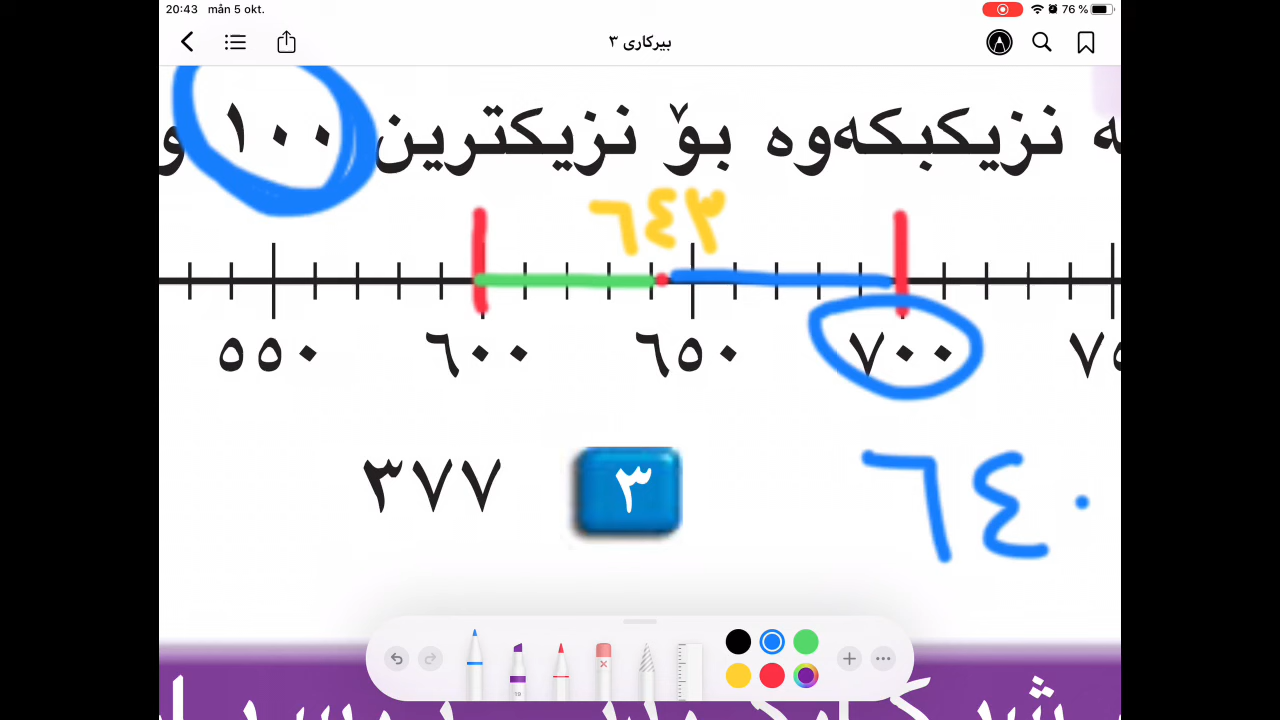 20:43 mån 5 okt. 76 %
بیرکاری ٣
نزیکبکەوە بۆ نزیکترین ١٠٠ و
٦٤٣
٥٥٠ ٦٠٠ ٦٥٠ ٧٠٠
٦٤٠ ٣ ٣٧٧